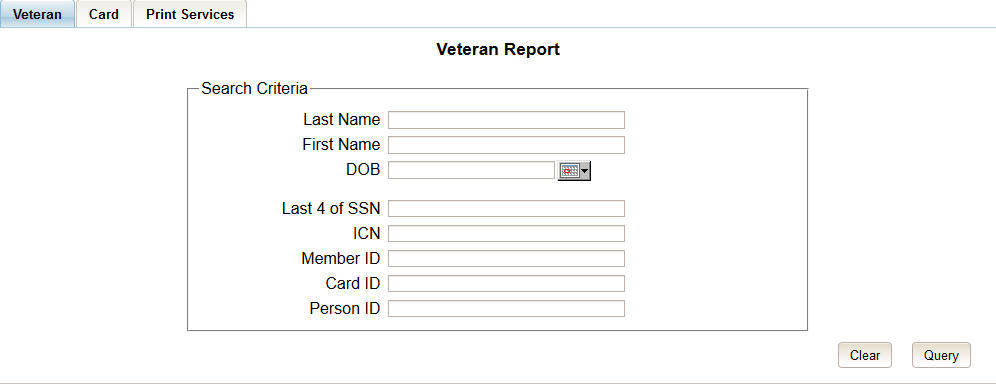 Veteran Card Print Services
Veteran Report
Search Criteria
Last Name
First Name
DOB
Last 4 of SSN
ICN
Member ID
Card ID
Person ID
Clear Query